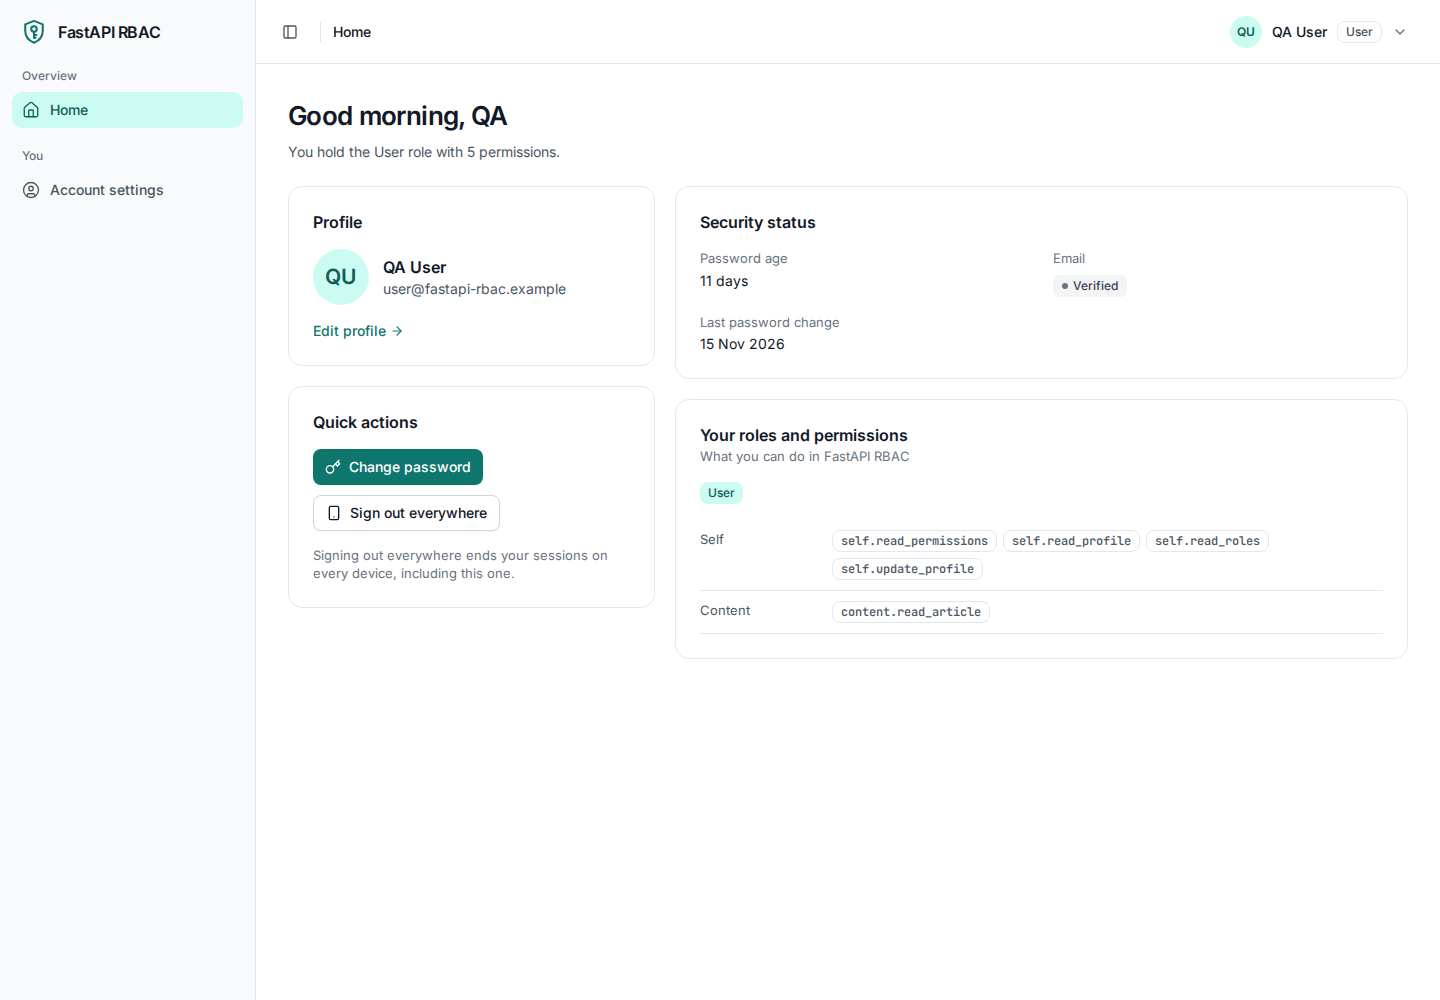 FastAPI RBAC
Overview
Home
You
Account settings
Home
QU
QA User
User
Good morning, QA
You hold the User role with 5 permissions.
Profile
QU
QA User
user@fastapi-rbac.example
Edit profile
Quick actions
Change password
Sign out everywhere
Signing out everywhere ends your sessions on
every device, including this one.
Security status
Password age
11 days
Email
Verified
Last password change
15 Nov 2026
Your roles and permissions
What you can do in FastAPI RBAC
User
Self
self.read_permissions self.read_profile self.read_roles
self.update_profile
Content
content.read_article